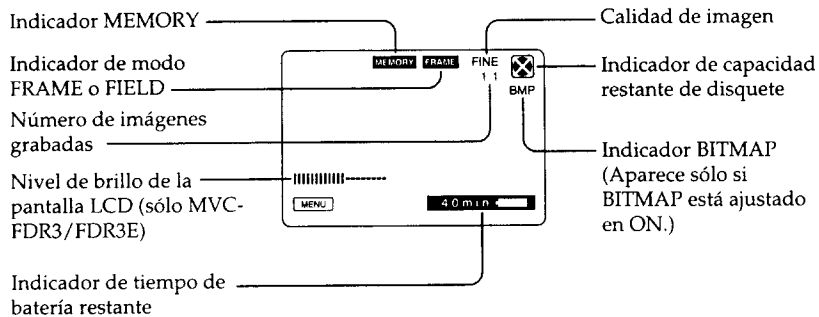 Indicador MEMORY
Indicador de modo
FRAME o FIELD
Número de imágenes
grabadas
Nivel de brillo de la
pantalla LCD (sólo MVC-
FDR3/FDR3E)
Indicador de tiempo de
batería restante
MEMORY FRAME FINE
11
BMP
MENU
40min
Calidad de imagen
Indicador de capacidad
restante de disquete
Indicador BITMAP
(Aparece sólo si
BITMAP está ajustado
en ON.)